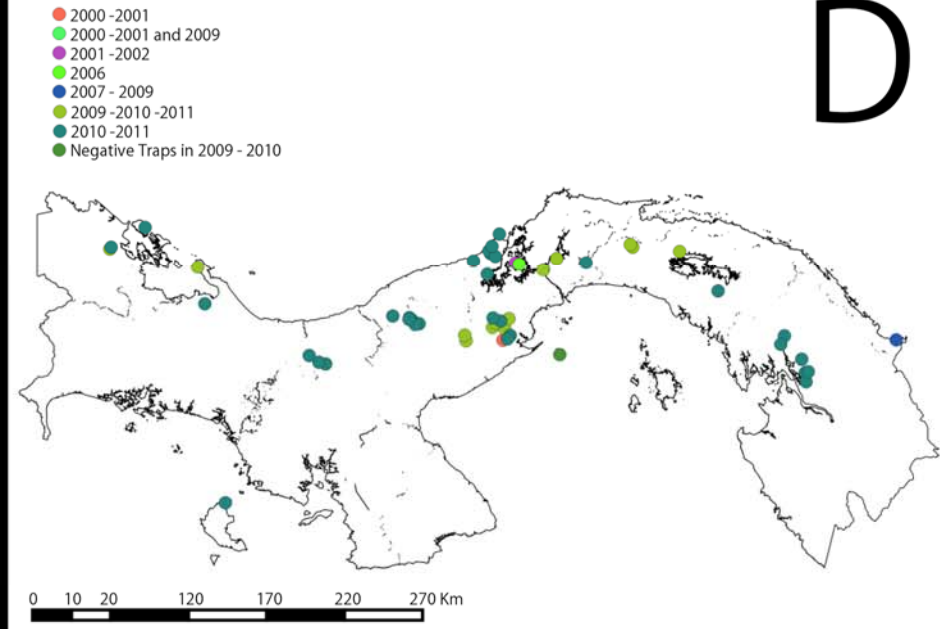 D
2000 -2001
2000 -2001 and 2009
2001 -2002
2006
2007 - 2009
2009 -2010 -2011
2010 -2011
Negative Traps in 2009 - 2010
0 10 20 120 170 220 270 Km